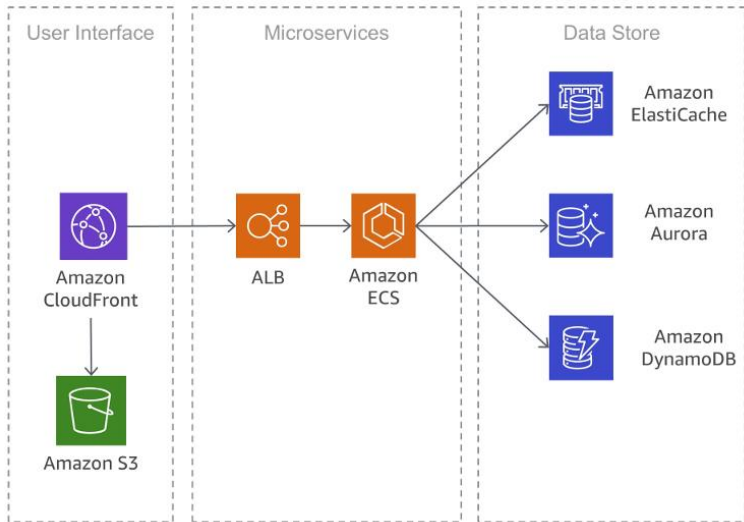 User Interface
Microservices
Data Store
Amazon
ElastiCache
Amazon
CloudFront
ALB
Amazon
ECS
Amazon
Aurora
Amazon
DynamoDB
Amazon S3